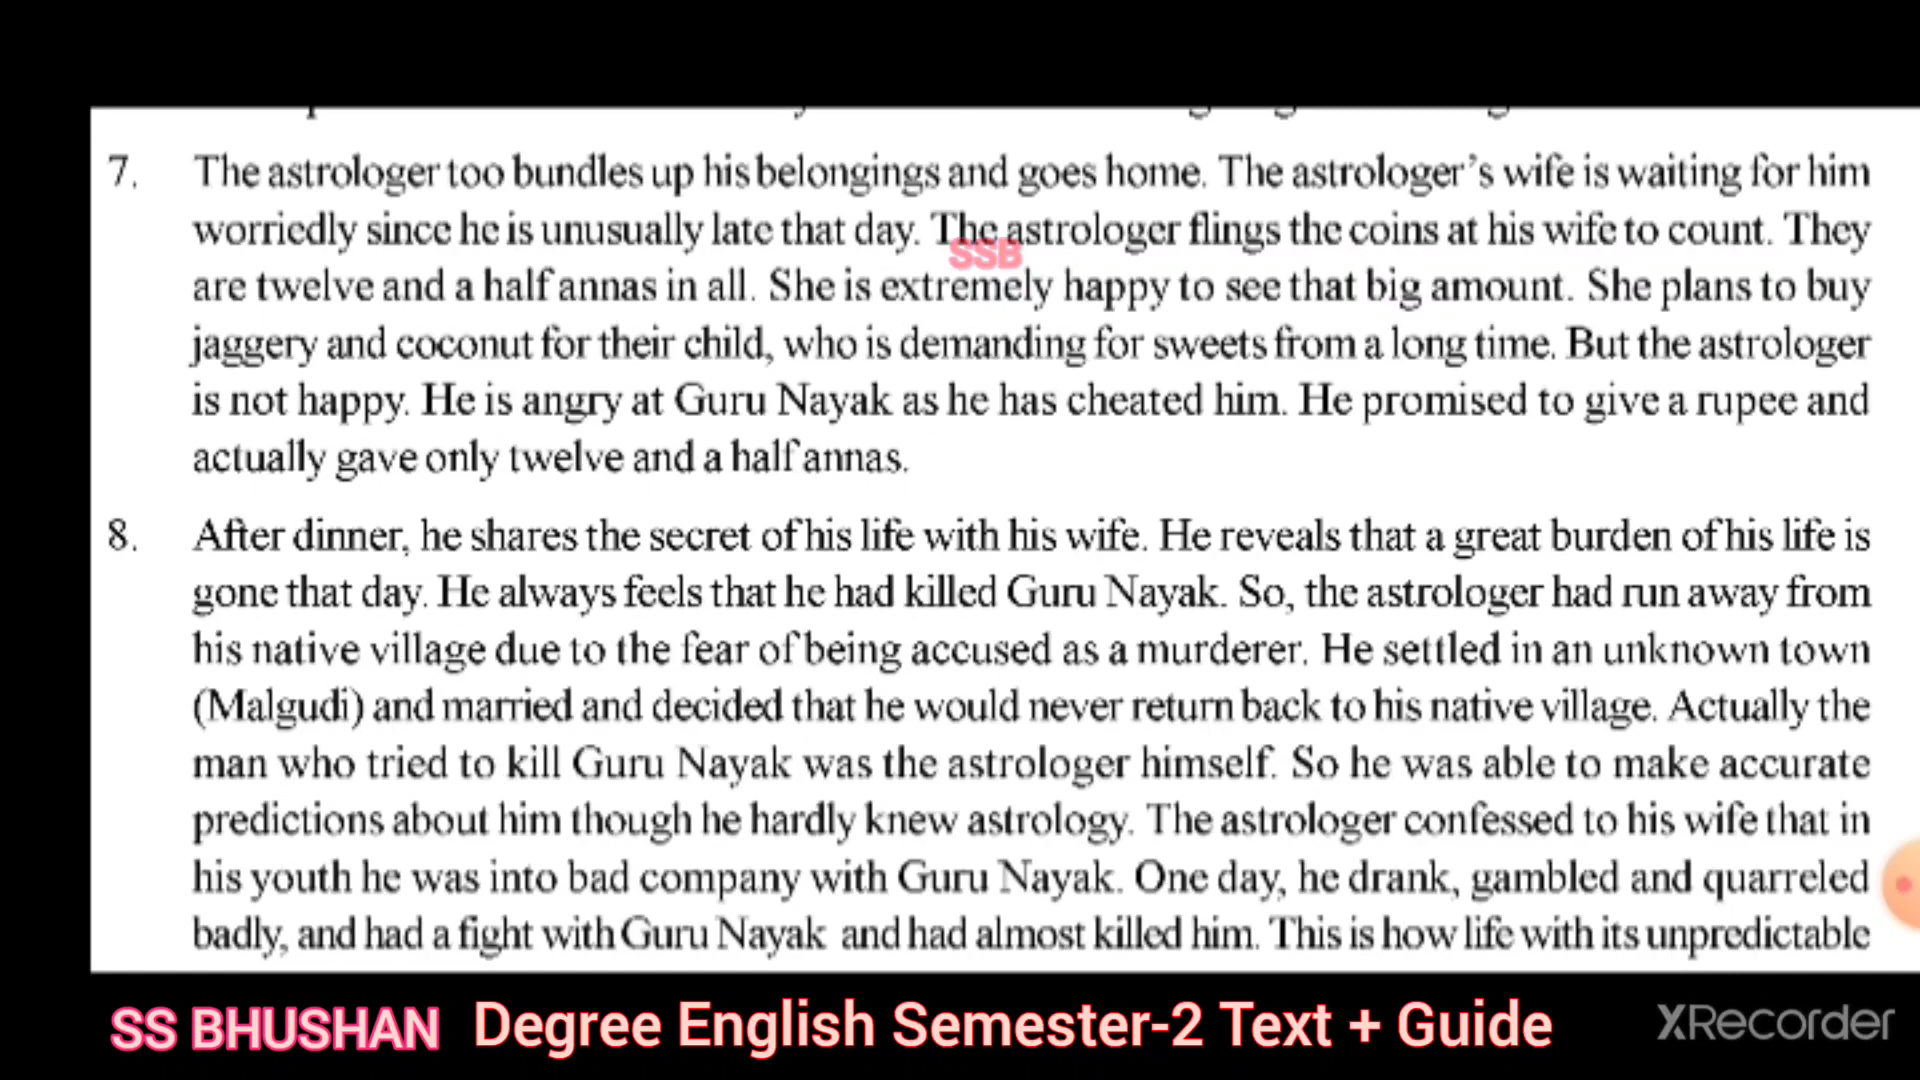 7. The astrologer too bundles up his belongings and goes home. The astrologer's wife is waiting for him
worriedly since he is unusually late that day. The astrologer flings the coins at his wife to count. They
SSB
are twelve and a half annas in all. She is extremely happy to see that big amount. She plans to buy
jaggery and coconut for their child, who is demanding for sweets from a long time. But the astrologer
is not happy. He is angry at Guru Nayak as he has cheated him. He promised to give a rupee and
actually gave only twelve and a half annas.
8. After dinner, he shares the secret of his life with his wife. He reveals that a great burden of his life is
gone that day. He always feels that he had killed Guru Nayak. So, the astrologer had run away from
his native village due to the fear of being accused as a murderer. He settled in an unknown town
(Malgudi) and married and decided that he would never return back to his native village. Actually the
man who tried to kill Guru Nayak was the astrologer himself. So he was able to make accurate
predictions about him though he hardly knew astrology. The astrologer confessed to his wife that in
his youth he was into bad company with Guru Nayak. One day, he drank, gambled and quarreled
badly, and had a fight with Guru Nayak and had almost killed him. This is how life with its unpredictable
SS BHUSHAN Degree English Semester-2 Text + Guide
XRecorder